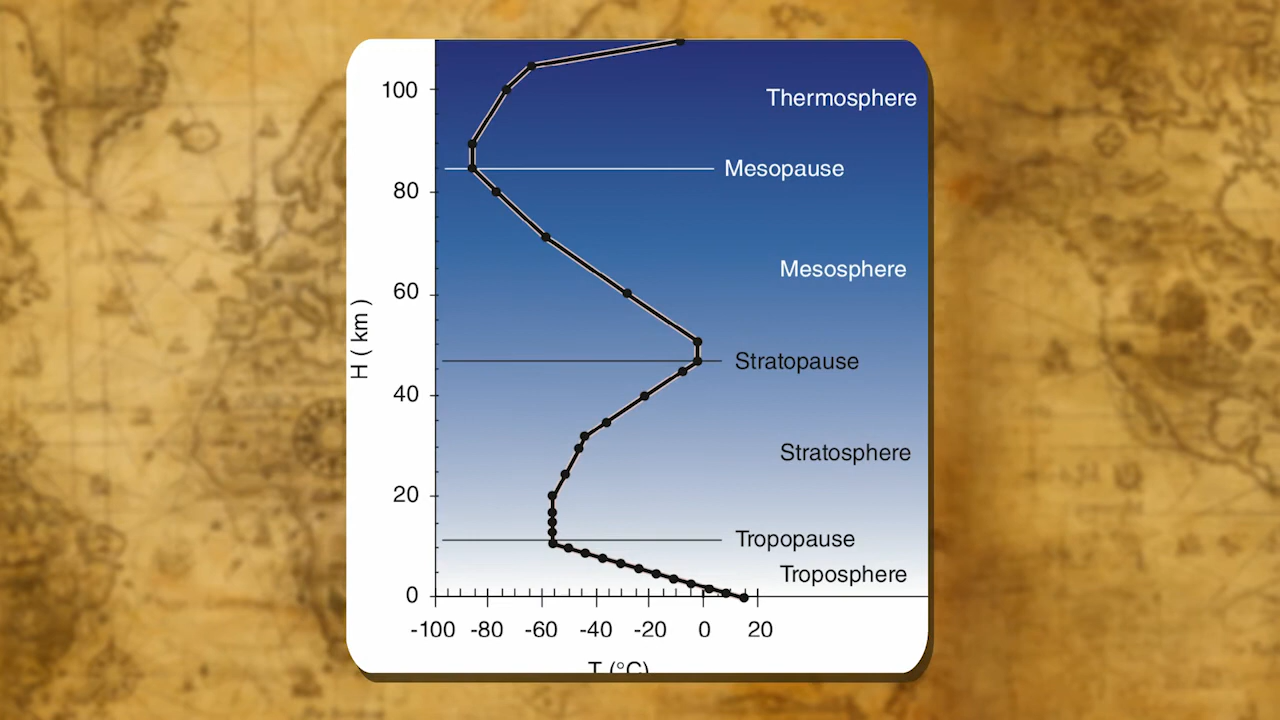 100
Thermosphere
Mesopause
80
Mesosphere
60
H ( km )
Stratopause
40
Stratosphere
20
Tropopause
Troposphere
0
-100 -80 -60 -40 -20 0 20
T (°C)